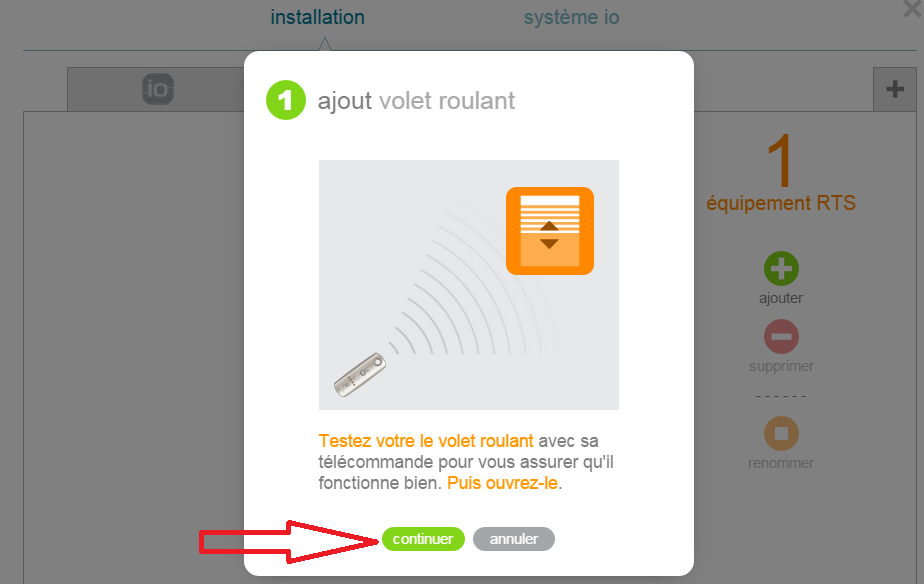 installation
système io
io
1 ajout volet roulant
1
équipement RTS
ajouter
supprimer
renommer
Testez votre le volet roulant avec sa
télécommande pour vous assurer qu'il
fonctionne bien. Puis ouvrez-le.
continuer annuler